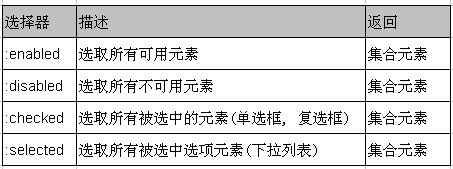 选择器 描述 返回
:enabled 选取所有可用元素 集合元素
:disabled 选取所有不可用元素 集合元素
:checked 选取所有被选中的元素(单选框, 复选框) 集合元素
:selected 选取所有被选中选项元素(下拉列表) 集合元素